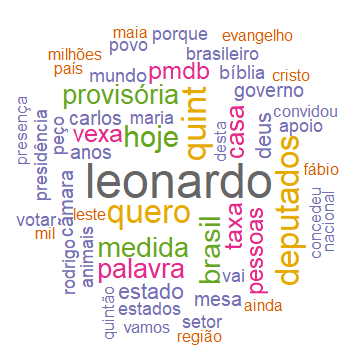 maia
porque
evangelho
povo
brasileiro
milhões
país
mundo
pmdb
bíblia
cristo
provisória
quint
governo
presença
presidência
peço
carlos
maria
casa
convidou
vexa
hoje
desta
deus
apoio
anos
leonardo
deputados
fábio
votar
câmara
leste
quero
brasil
taxa
pessoas
concedeu
nacional
mil
rodrigo
animais
medida
palavra
vai
ainda
quintão
estado
mesa
estados
setor
vamos
região